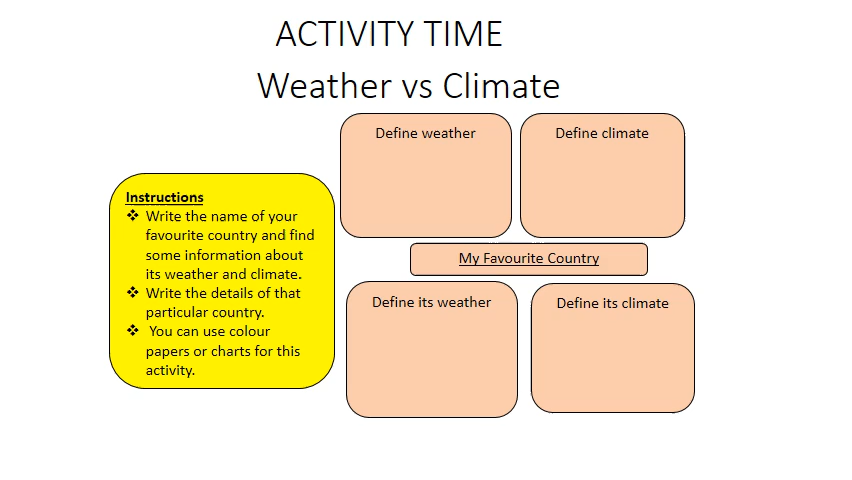 ACTIVITY TIME
Weather vs Climate
Define weather
Define climate
Instructions
❖ Write the name of your
favourite country and find
some information about
its weather and climate.
❖ Write the details of that
particular country.
❖ You can use colour
papers or charts for this
activity.
My Favourite Country
Define its weather
Define its climate